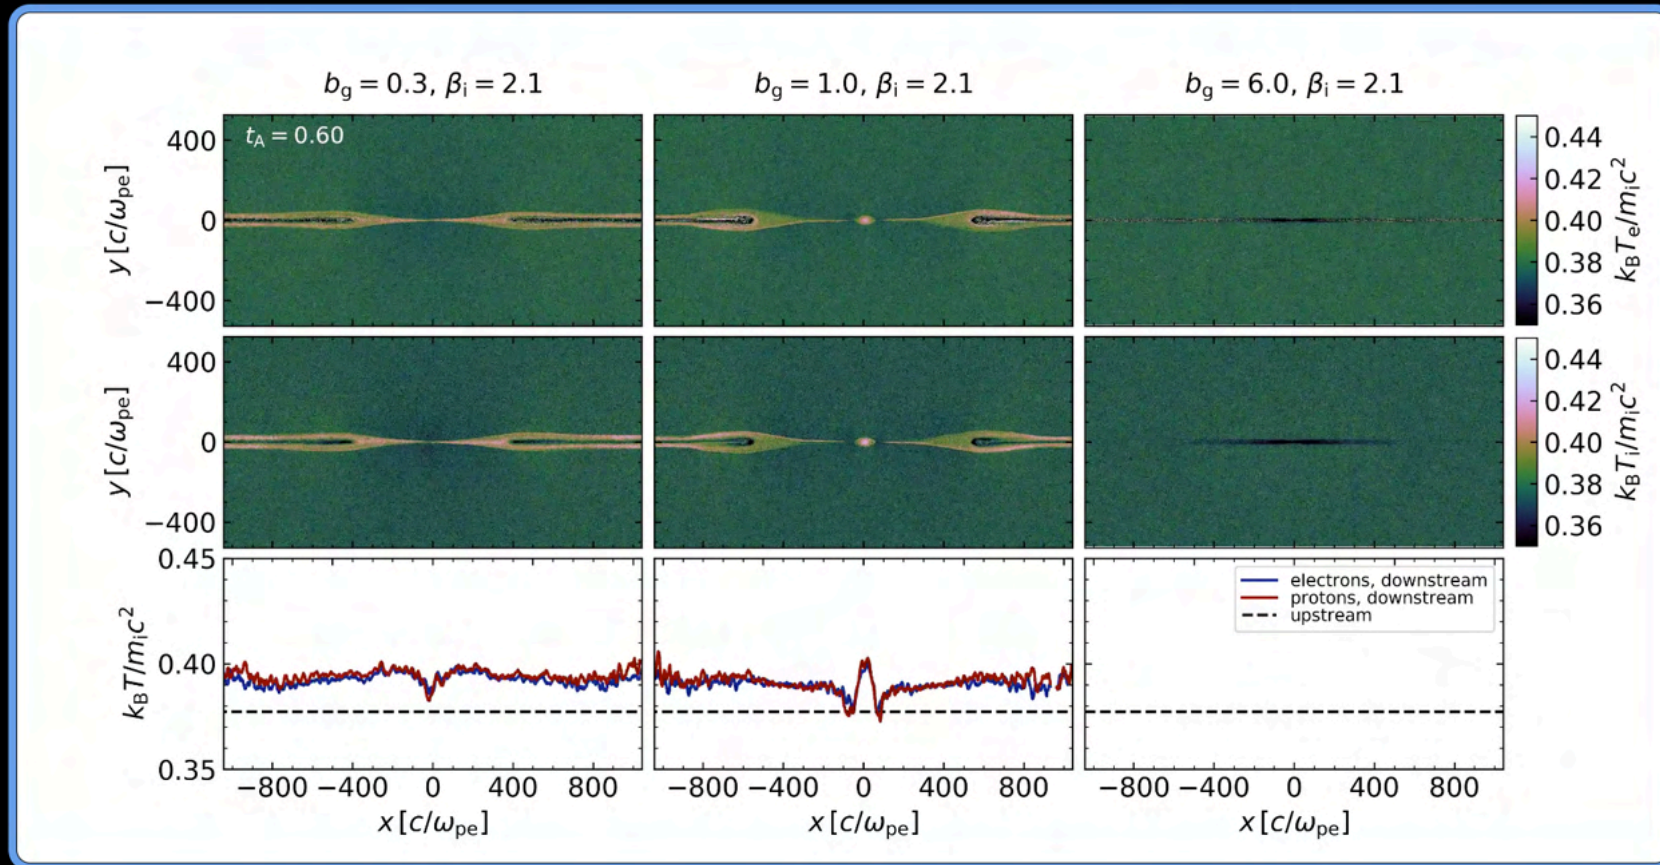 b_g = 0.3, β_i = 2.1
b_g = 1.0, β_i = 2.1
b_g = 6.0, β_i = 2.1
t_A = 0.60
400
0
−400
y [c/ω_pe]
0.44
0.42
0.40
0.38
0.36
k_B T_e/m_i c²
400
0
−400
y [c/ω_pe]
0.44
0.42
0.40
0.38
0.36
k_B T_i/m_i c²
0.45
0.40
0.35
k_B T/m_i c²
electrons, downstream
protons, downstream
upstream
−800 −400 0 400 800
−800 −400 0 400 800
−800 −400 0 400 800
x [c/ω_pe]
x [c/ω_pe]
x [c/ω_pe]